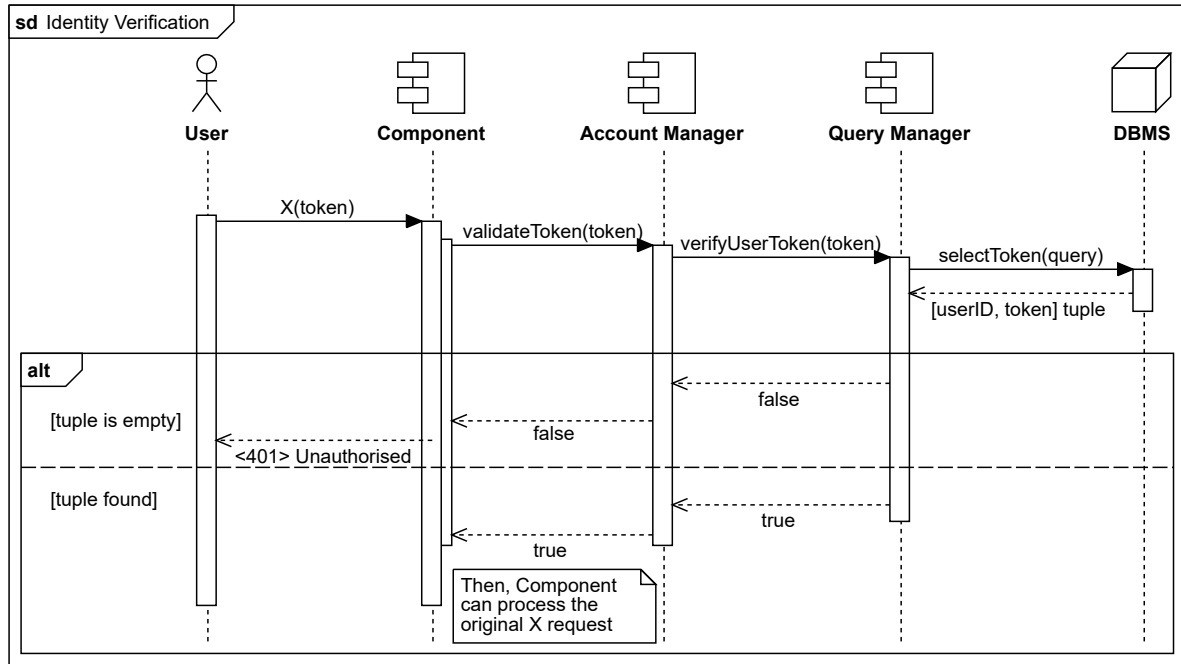 sd Identity Verification
User
Component
Account Manager
Query Manager
DBMS
X(token)
validateToken(token)
verifyUserToken(token)
selectToken(query)
[userID, token] tuple
alt
false
[tuple is empty]
false
<401> Unauthorised
[tuple found]
true
true
Then, Component
can process the
original X request